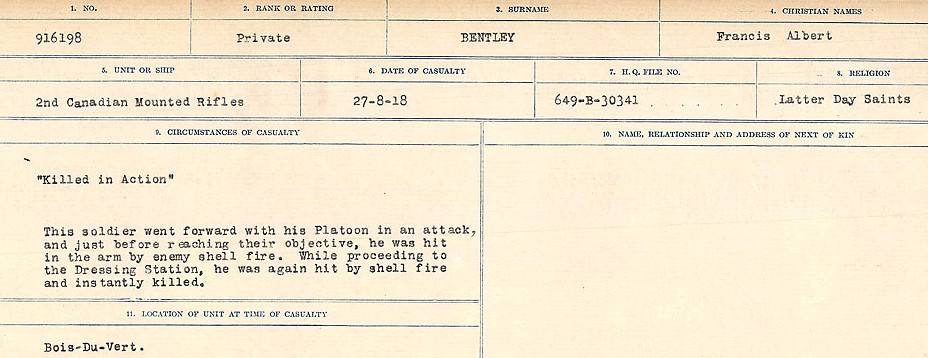 1. NO. 2. RANK OR RATING 3. SURNAME 4. CHRISTIAN NAMES
916198 Private BENTLEY Francis Albert
5. UNIT OR SHIP 6. DATE OF CASUALTY 7. H.Q. FILE NO. 8. RELIGION
2nd Canadian Mounted Rifles 27-8-18 649-B-30341 Latter Day Saints
9. CIRCUMSTANCES OF CASUALTY 10. NAME, RELATIONSHIP AND ADDRESS OF NEXT OF KIN
"Killed in Action"
This soldier went forward with his Platoon in an attack,
and just before reaching their objective, he was hit
in the arm by enemy shell fire. While proceeding to
the Dressing Station, he was again hit by shell fire
and instantly killed.
11. LOCATION OF UNIT AT TIME OF CASUALTY
Bois-Du-Vert.